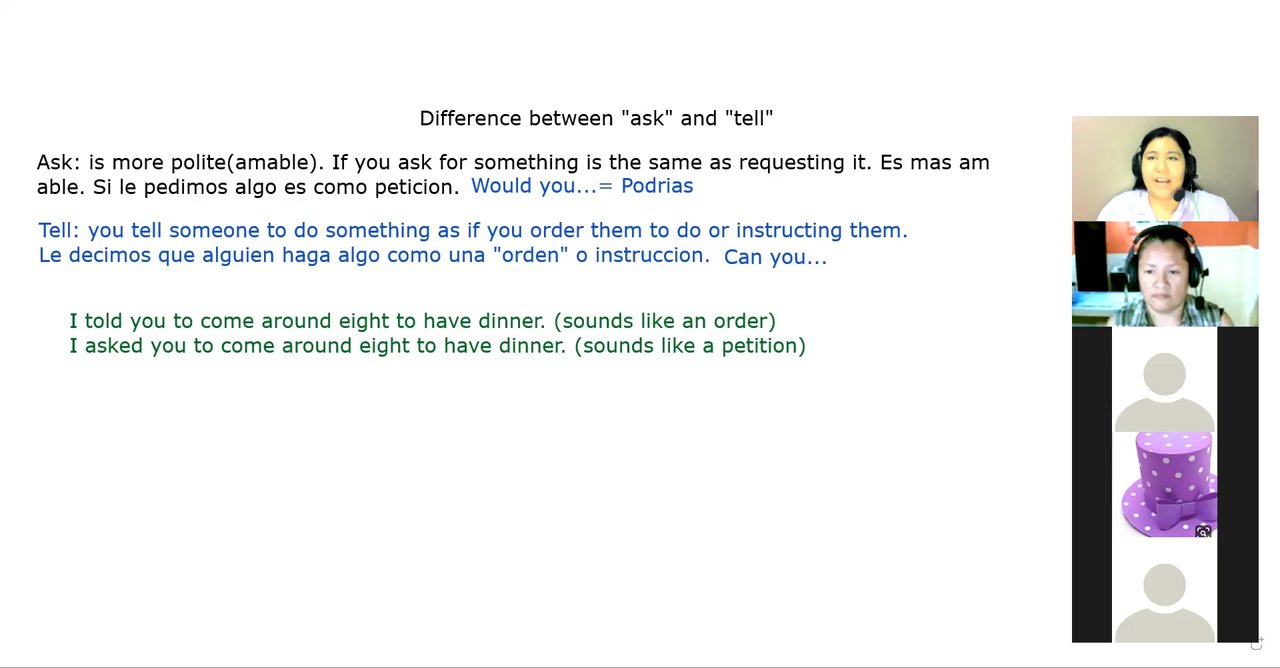 Difference between "ask" and "tell"
Ask: is more polite(amable). If you ask for something is the same as requesting it. Es mas am
able. Si le pedimos algo es como peticion. Would you...= Podrias
Tell: you tell someone to do something as if you order them to do or instructing them.
Le decimos que alguien haga algo como una "orden" o instruccion. Can you...
I told you to come around eight to have dinner. (sounds like an order)
I asked you to come around eight to have dinner. (sounds like a petition)